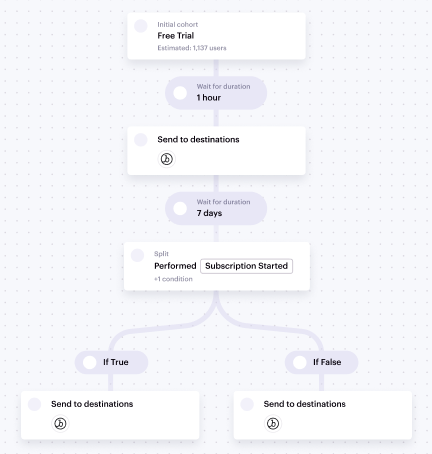 Initial cohort
Free Trial
Estimated: 1,137 users
Wait for duration
1 hour
Send to destinations
Wait for duration
7 days
Split
Performed Subscription Started
+1 condition
If True
If False
Send to destinations
Send to destinations